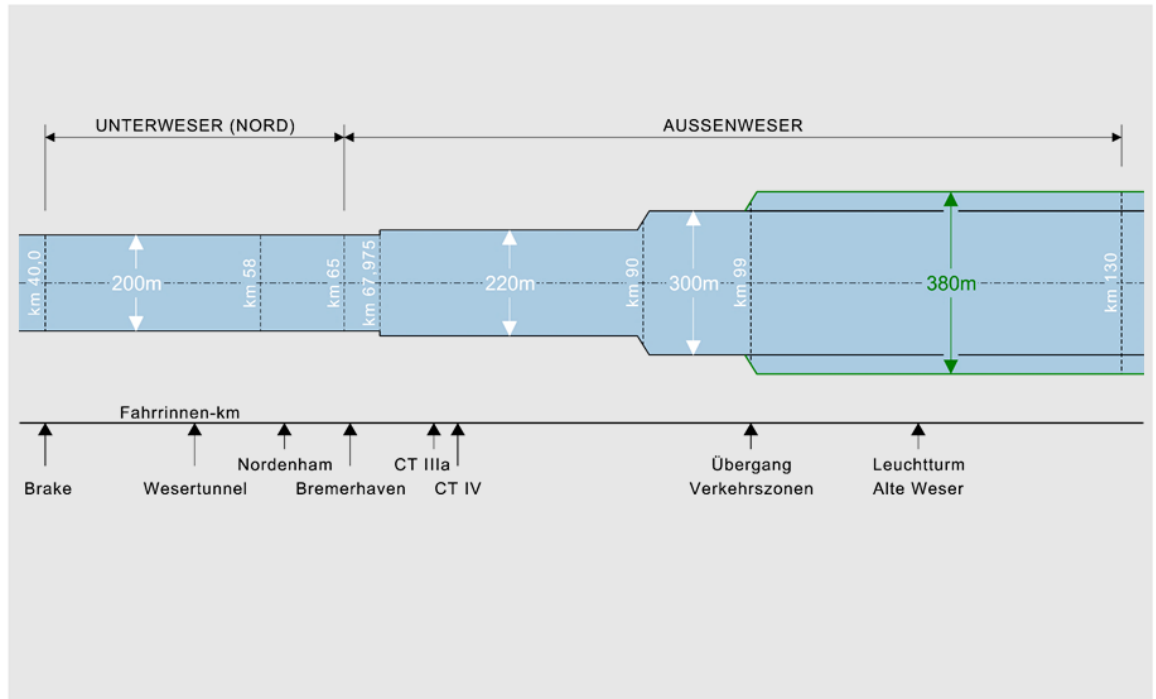 UNTERWESER (NORD)
AUSSENWESER
km 40,0
200m
km 58
km 65
km 67,975
220m
km 90
300m
km 99
380m
km 130
Fahrrinnen-km
Brake
Wesertunnel
Nordenham
Bremerhaven
CT IIIa
CT IV
Übergang
Verkehrszonen
Leuchtturm
Alte Weser